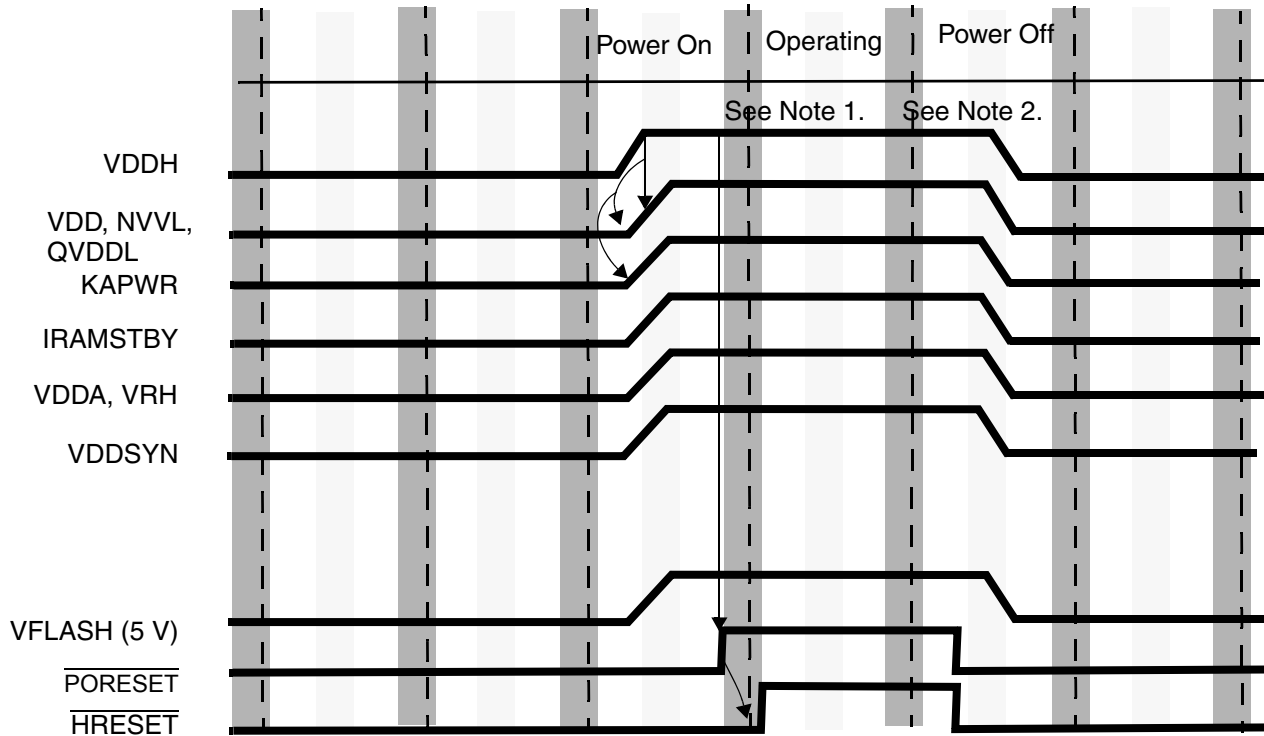 Power On
Operating
Power Off
See Note 1.
See Note 2.
VDDH
VDD, NVVL,
QVDDL
KAPWR
IRAMSTBY
VDDA, VRH
VDDSYN
VFLASH (5 V)
PORESET
HRESET